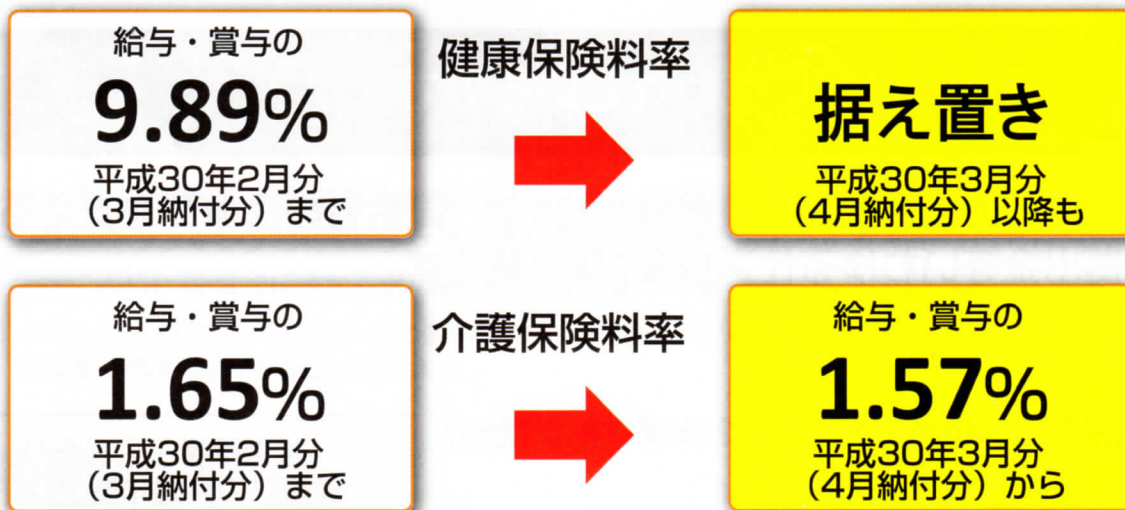 給与・賞与の
9.89%
平成30年2月分
（3月納付分）まで
健康保険料率
据え置き
平成30年3月分
（4月納付分）以降も
給与・賞与の
1.65%
平成30年2月分
（3月納付分）まで
介護保険料率
給与・賞与の
1.57%
平成30年3月分
（4月納付分）から